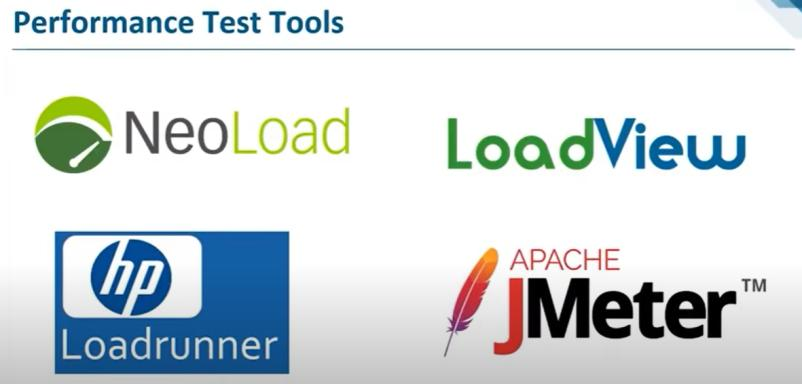 Performance Test Tools
NeoLoad
LoadView
hp
Loadrunner
APACHE
JMeter™